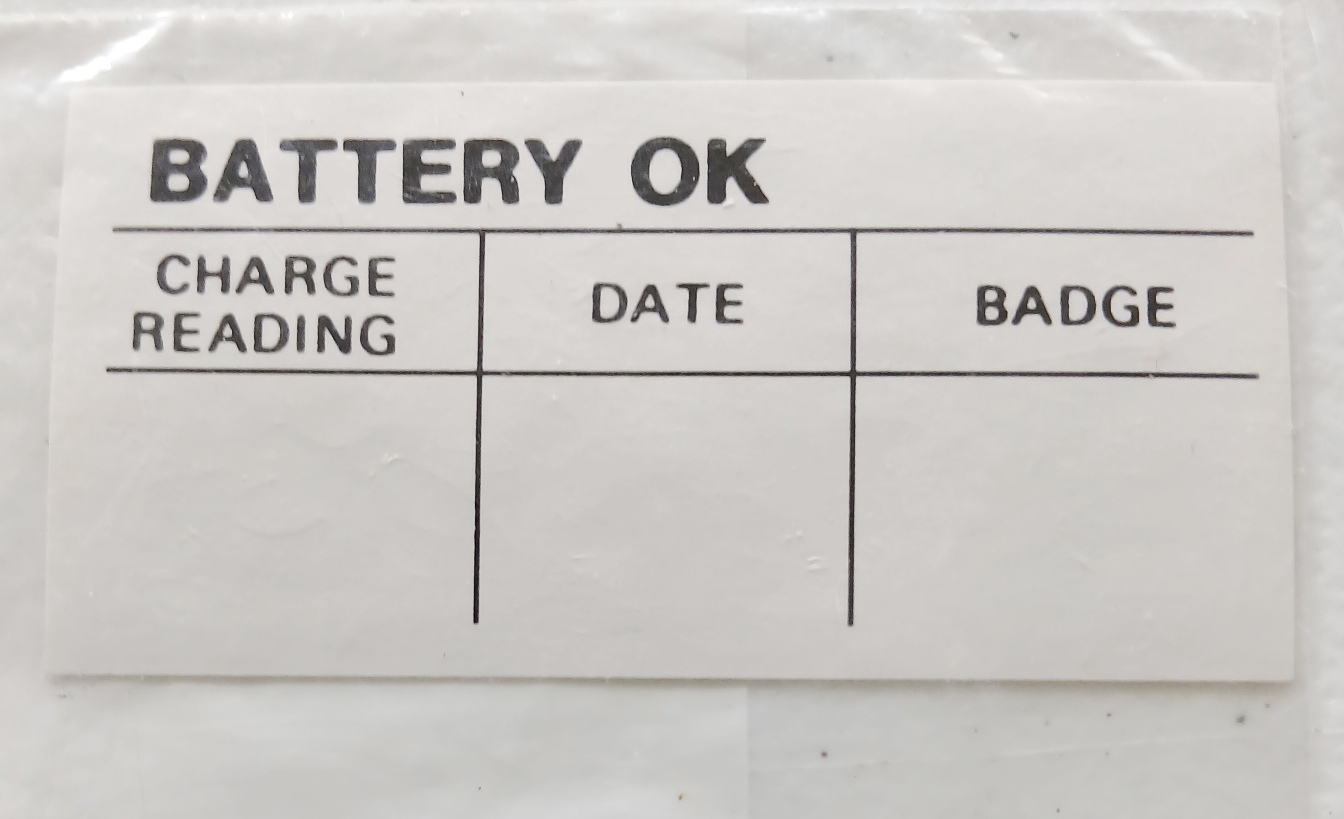 BATTERY OK
CHARGE
READING
DATE
BADGE